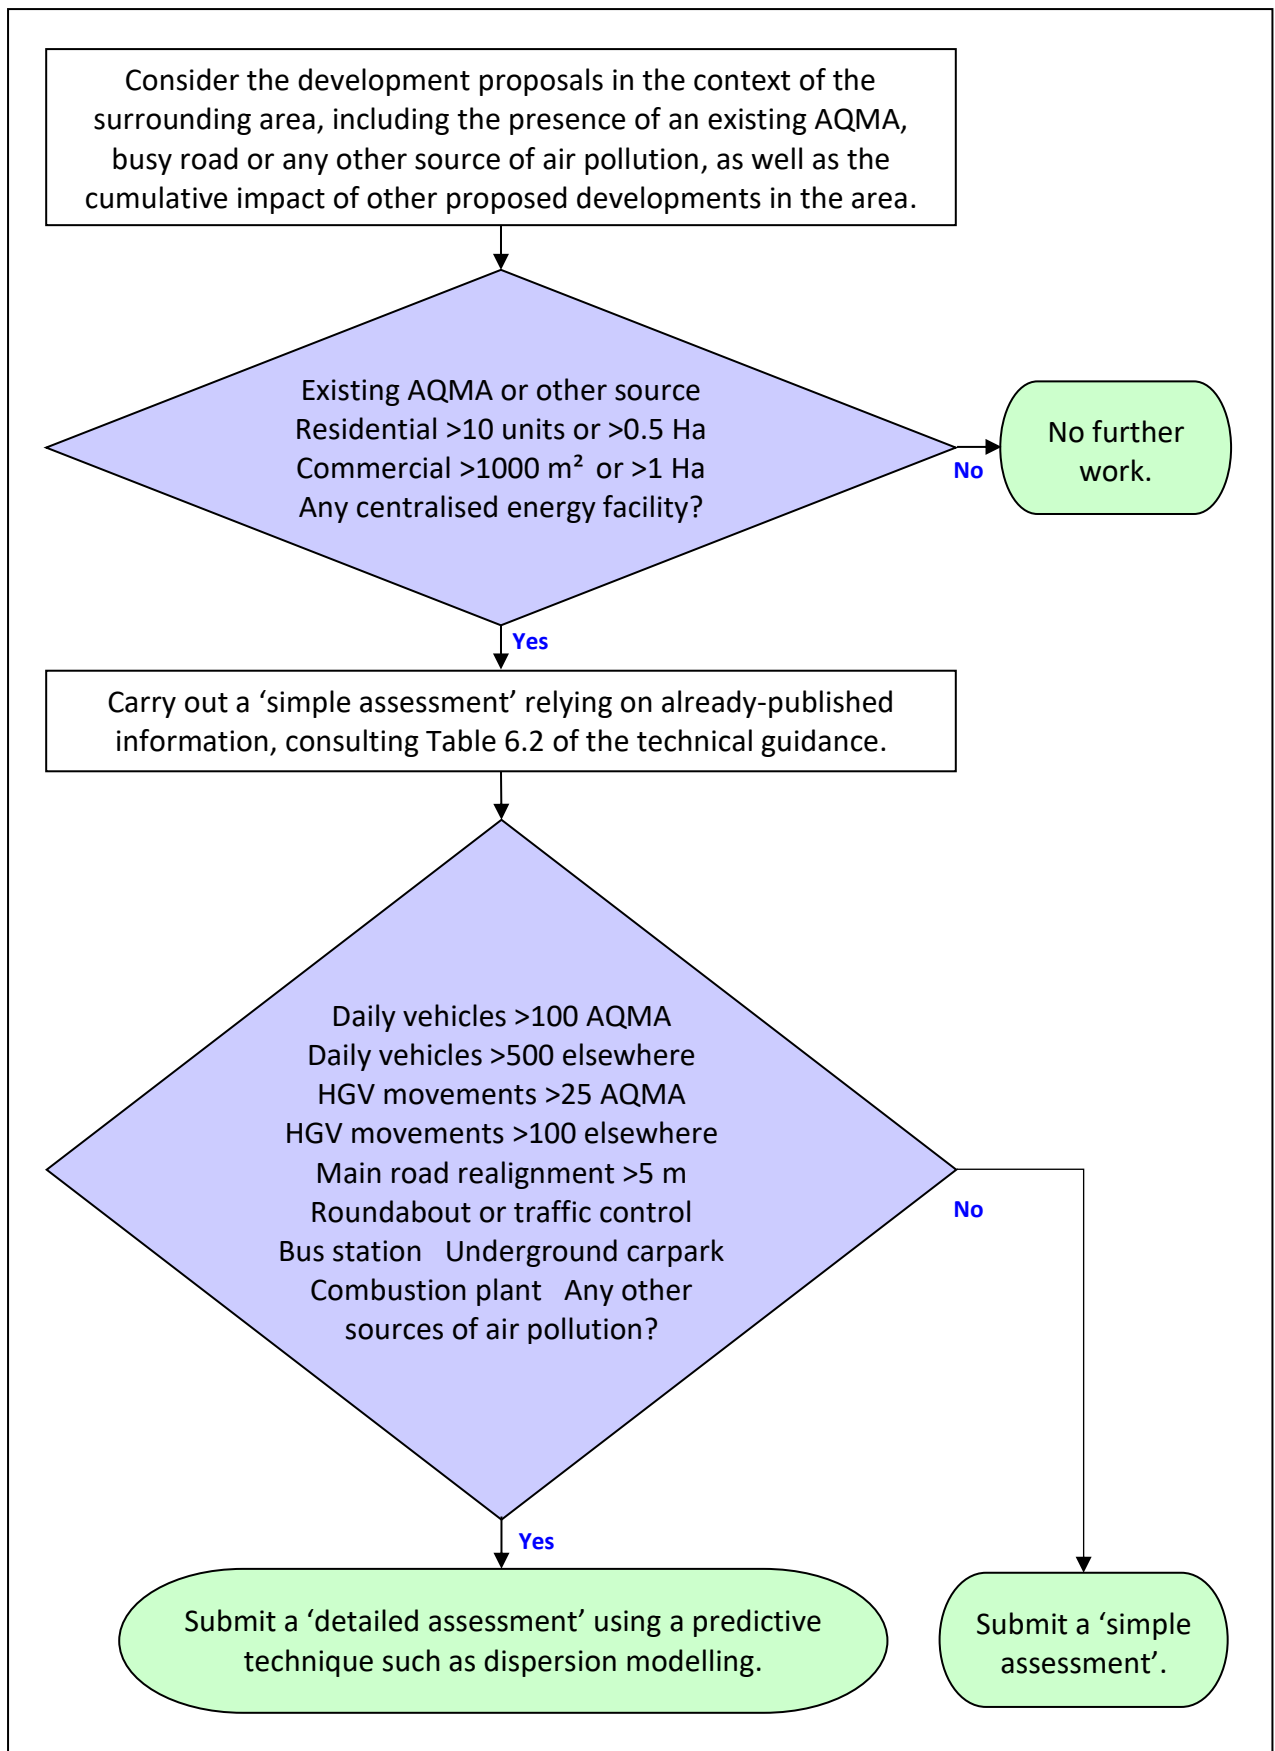 Consider the development proposals in the context of the
surrounding area, including the presence of an existing AQMA,
busy road or any other source of air pollution, as well as the
cumulative impact of other proposed developments in the area.
Existing AQMA or other source
Residential >10 units or >0.5 Ha
Commercial >1000 m² or >1 Ha
Any centralised energy facility?
No
No further
work.
Yes
Carry out a ‘simple assessment’ relying on already-published
information, consulting Table 6.2 of the technical guidance.
Daily vehicles >100 AQMA
Daily vehicles >500 elsewhere
HGV movements >25 AQMA
HGV movements >100 elsewhere
Main road realignment >5 m
Roundabout or traffic control
Bus station   Underground carpark
Combustion plant   Any other
sources of air pollution?
No
Yes
Submit a ‘detailed assessment’ using a predictive
technique such as dispersion modelling.
Submit a ‘simple
assessment’.